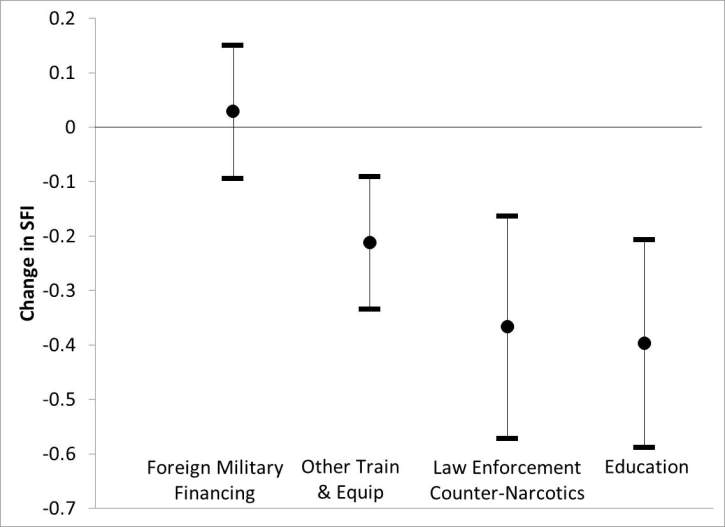 0.2
0.1
0
-0.1
-0.2
-0.3
-0.4
-0.5
-0.6
-0.7
Change in SFI
Foreign Military
Financing
Other Train
& Equip
Law Enforcement
Counter-Narcotics
Education